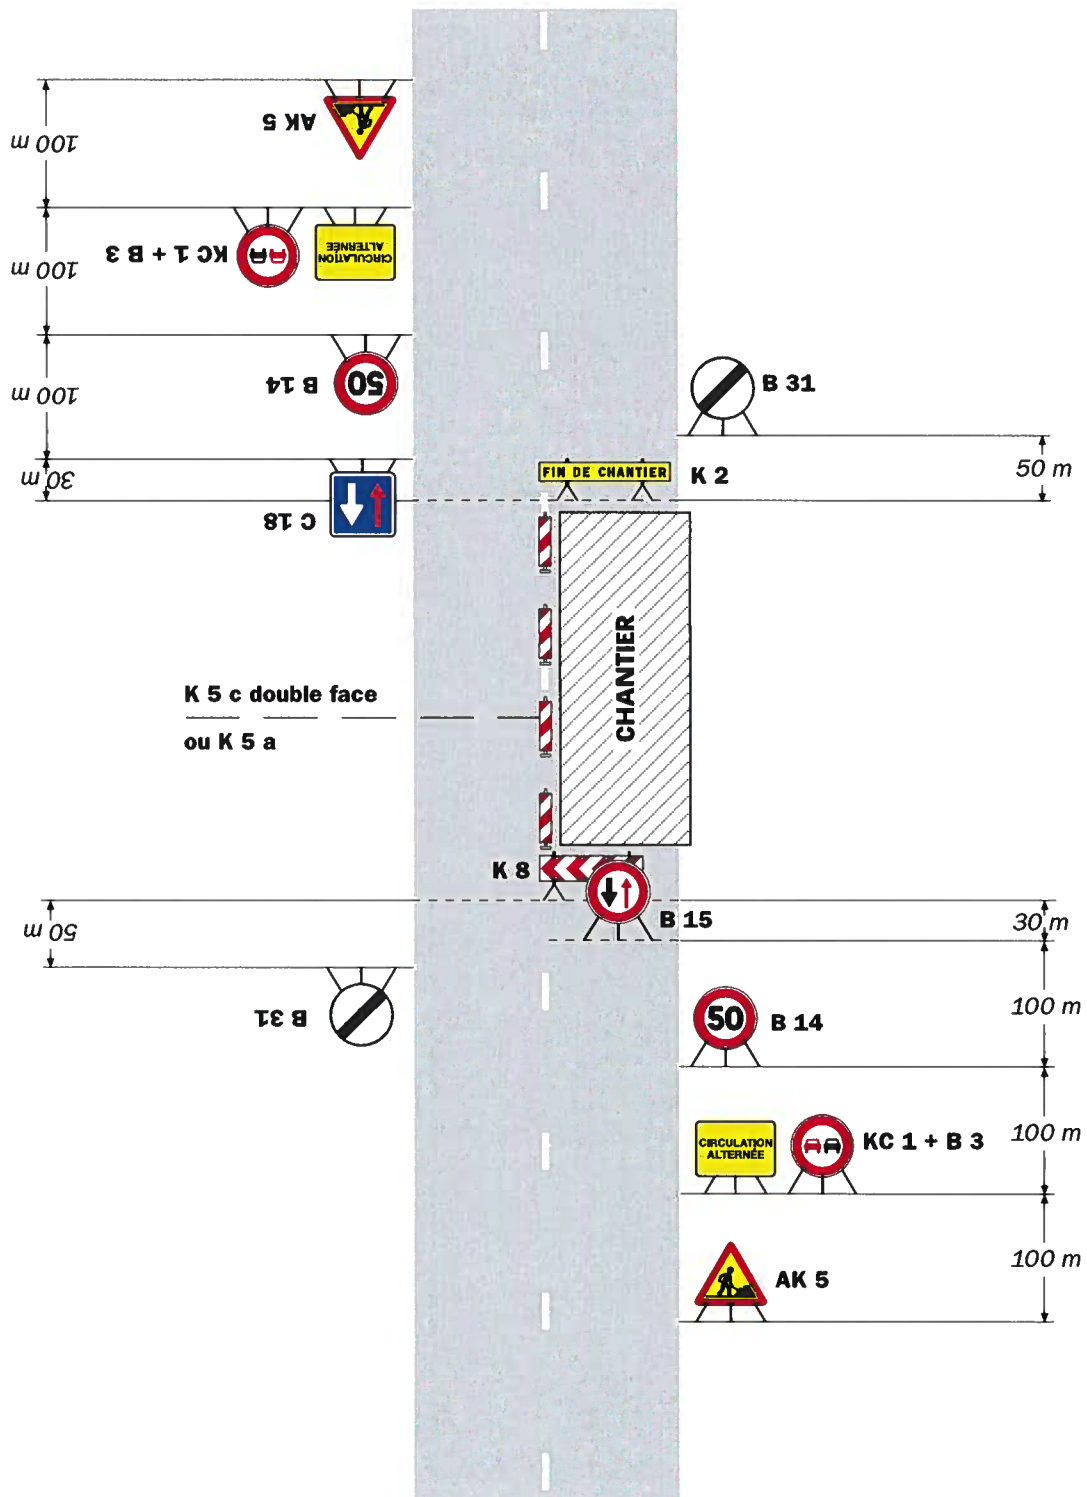 AK 5
100 m
KC 1 + B 3
CIRCULATION
ALTERNÉE
100 m
B 14
50
100 m
B 31
FIN DE CHANTIER
K 2
50 m
30 m
C 18
CHANTIER
K 5 c double face
ou K 5 a
K 8
B 15
30 m
50 m
B 31
50
B 14
100 m
CIRCULATION
ALTERNÉE
KC 1 + B 3
100 m
AK 5
100 m